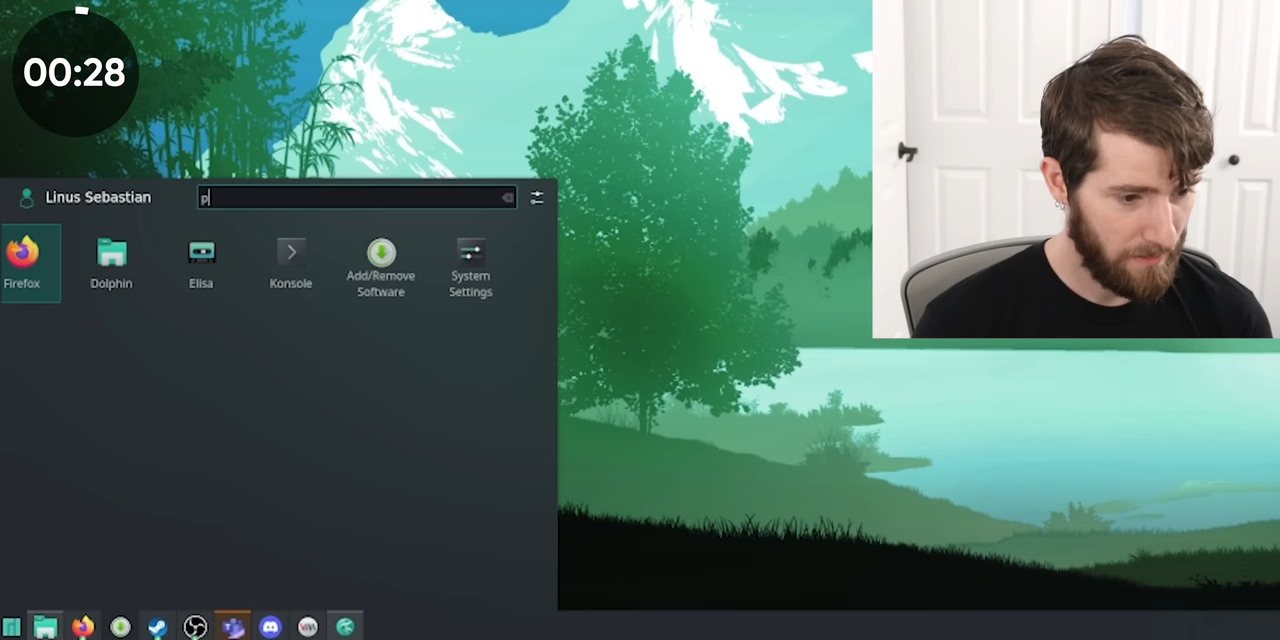 00:28
Linus Sebastian
p
Firefox
Dolphin
Elisa
Konsole
Add/Remove
Software
System
Settings